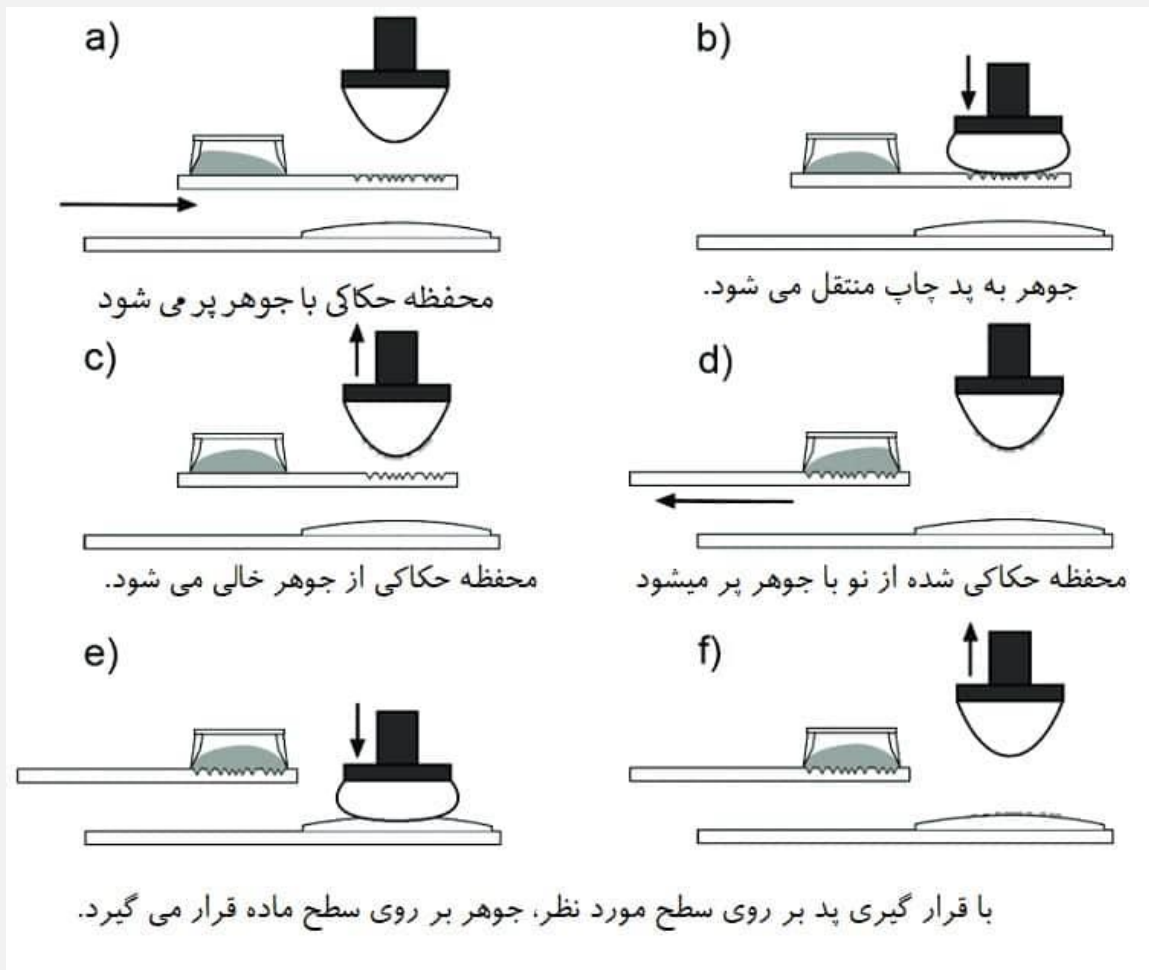 a)
b)
محفظه حکاکی با جوهر پر می شود
جوهر به پد چاپ منتقل می شود.
c)
d)
محفظه حکاکی از جوهر خالی می شود.
محفظه حکاکی شده از نو با جوهر پر میشود
e)
f)
با قرار گیری پد بر روی سطح مورد نظر، جوهر بر روی سطح ماده قرار می گیرد.